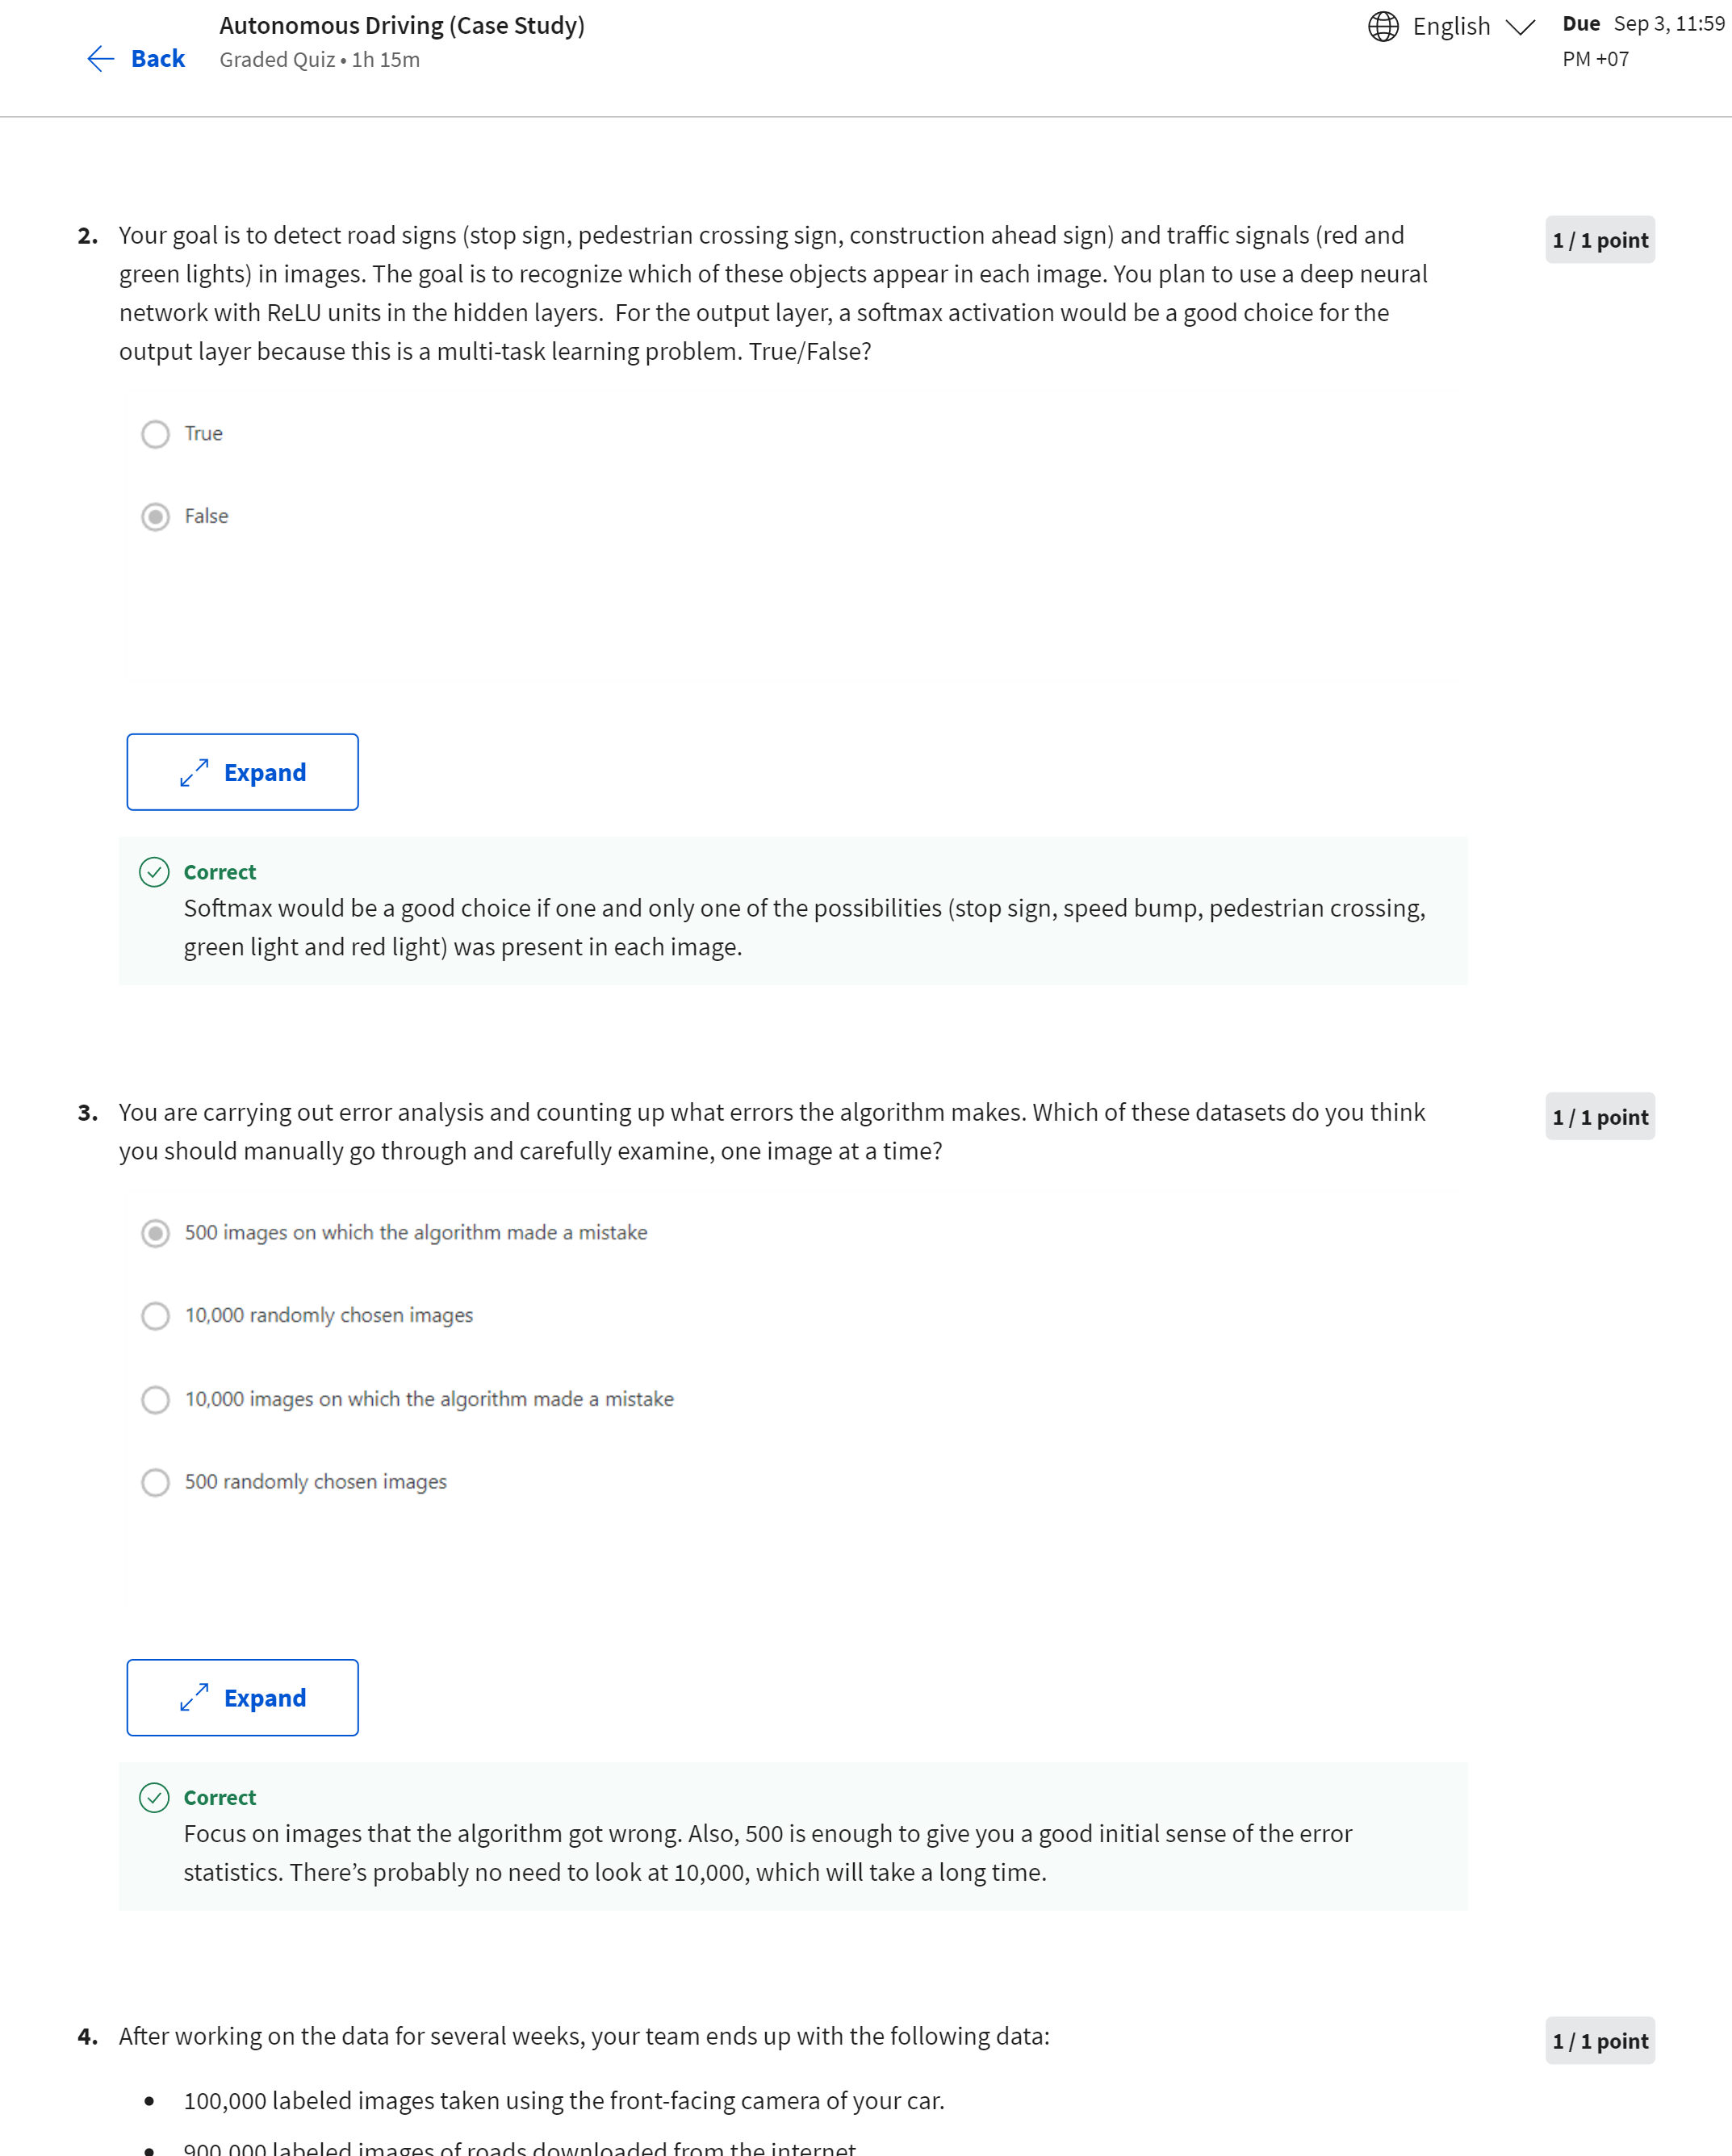 Autonomous Driving (Case Study)
Back
Graded Quiz • 1h 15m
English
Due Sep 3, 11:59
PM +07
2. Your goal is to detect road signs (stop sign, pedestrian crossing sign, construction ahead sign) and traffic signals (red and
green lights) in images. The goal is to recognize which of these objects appear in each image. You plan to use a deep neural
network with ReLU units in the hidden layers. For the output layer, a softmax activation would be a good choice for the
output layer because this is a multi-task learning problem. True/False?
1 / 1 point
True
False
Expand
Correct
Softmax would be a good choice if one and only one of the possibilities (stop sign, speed bump, pedestrian crossing,
green light and red light) was present in each image.
3. You are carrying out error analysis and counting up what errors the algorithm makes. Which of these datasets do you think
you should manually go through and carefully examine, one image at a time?
1 / 1 point
500 images on which the algorithm made a mistake
10,000 randomly chosen images
10,000 images on which the algorithm made a mistake
500 randomly chosen images
Expand
Correct
Focus on images that the algorithm got wrong. Also, 500 is enough to give you a good initial sense of the error
statistics. There’s probably no need to look at 10,000, which will take a long time.
4. After working on the data for several weeks, your team ends up with the following data:
1 / 1 point
• 100,000 labeled images taken using the front-facing camera of your car.
• 900,000 labeled images of roads downloaded from the internet.